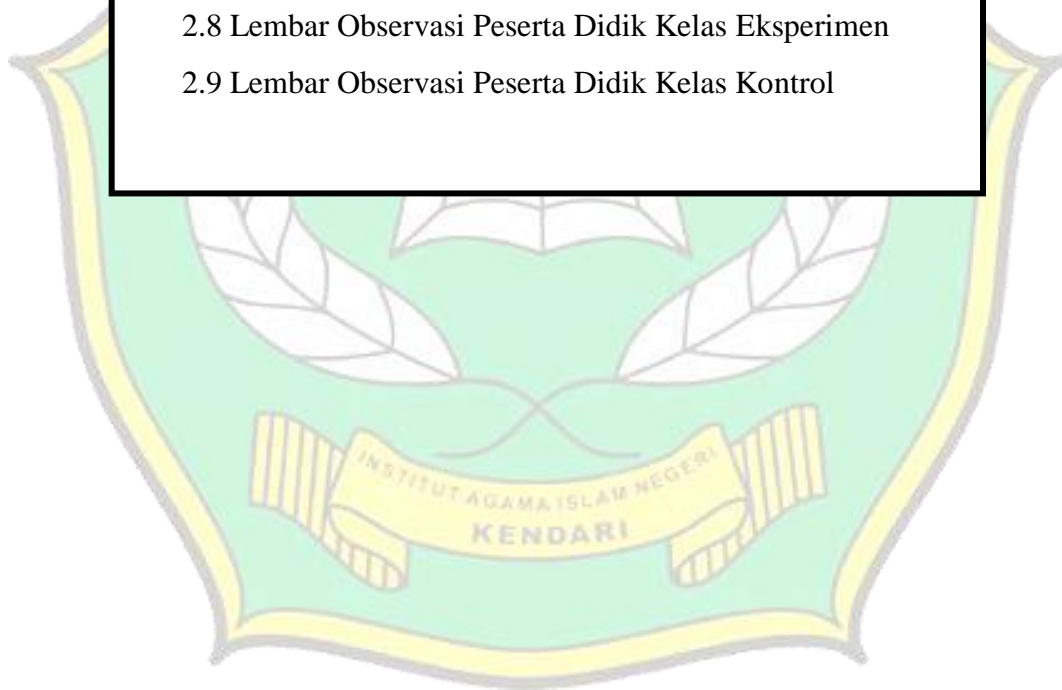 2.8 Lembar Observasi Peserta Didik Kelas Eksperimen
2.9 Lembar Observasi Peserta Didik Kelas Kontrol
INSTITUT AGAMA ISLAM NEGERI
KENDARI